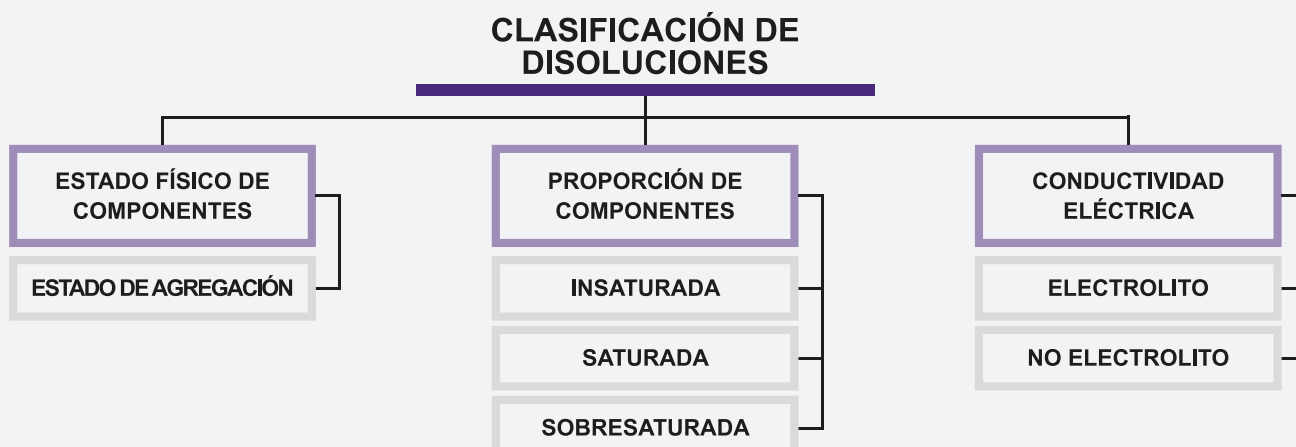 CLASIFICACIÓN DE
DISOLUCIONES
ESTADO FÍSICO DE
COMPONENTES
ESTADO DE AGREGACIÓN
PROPORCIÓN DE
COMPONENTES
INSATURADA
SATURADA
SOBRESATURADA
CONDUCTIVIDAD
ELÉCTRICA
ELECTROLITO
NO ELECTROLITO